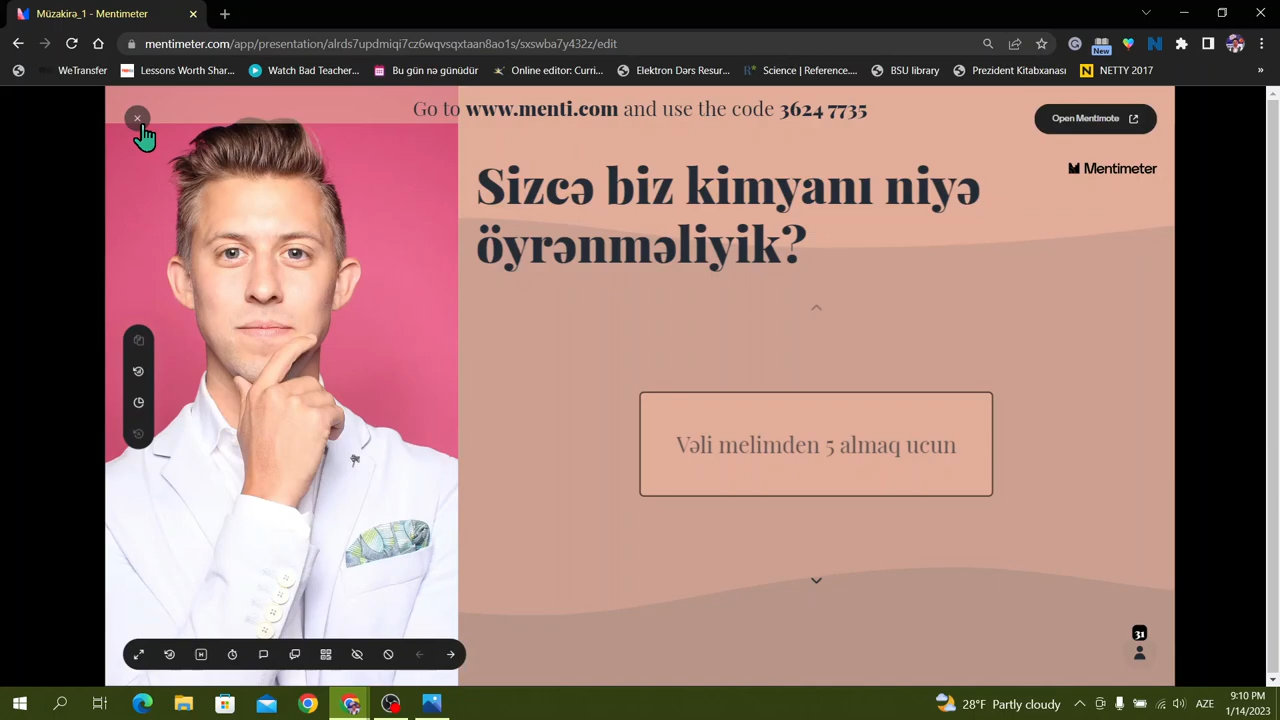 Müzakirə_1 - Mentimeter
mentimeter.com/app/presentation/alrds7updmiqi7cz6wqvsqxtaan8ao1s/sxswba7y432z/edit
New
WeTransfer
Lessons Worth Shar...
Watch Bad Teacher...
Bu gün nə günüdür
Online editor: Curri...
Elektron Dərs Resur...
Science | Reference....
BSU library
Prezident Kitabxanası
NETTY 2017
Go to www.menti.com and use the code 3624 7735
Open Mentimote
Mentimeter
Sizcə biz kimyanı niyə
öyrənməliyik?
Vəli melimden 5 almaq ucun
31
28°F Partly cloudy
AZE
9:10 PM
1/14/2023